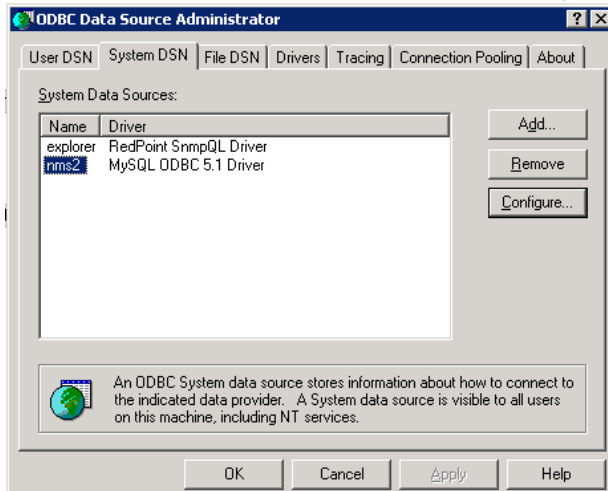 ODBC Data Source Administrator
User DSN System DSN File DSN Drivers Tracing Connection Pooling About
System Data Sources:
Name Driver
explorer RedPoint SnmpQL Driver
nms2 MySQL ODBC 5.1 Driver
Add...
Remove
Configure...
An ODBC System data source stores information about how to connect to
the indicated data provider. A System data source is visible to all users
on this machine, including NT services.
OK Cancel Apply Help